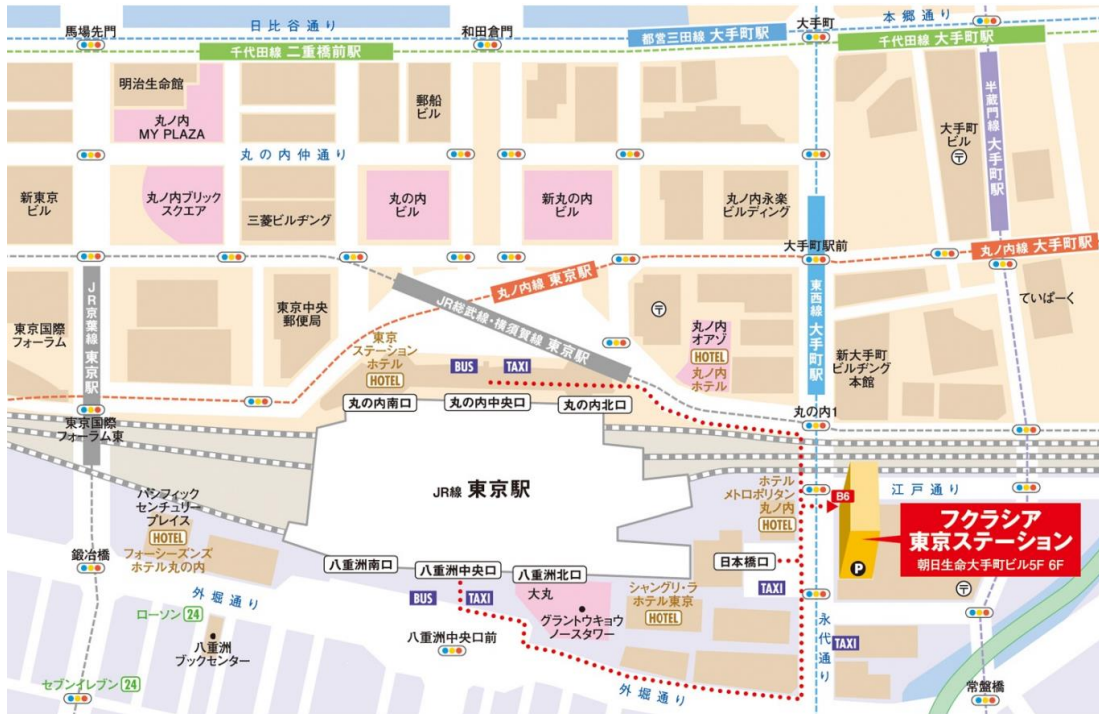 日比谷通り
本郷通り
馬場先門
和田倉門
大手町
千代田線 二重橋前駅
都営三田線 大手町駅
千代田線 大手町駅
半蔵門線 大手町駅
明治生命館
丸ノ内
MY PLAZA
郵船
ビル
大手町
ビル
〒
丸の内仲通り
新東京
ビル
丸ノ内ブリック
スクエア
三菱ビルヂング
丸の内
ビル
新丸の内
ビル
丸ノ内永楽
ビルディング
大手町駅前
丸ノ内線 大手町駅
丸ノ内線 東京駅
JR総武線・横須賀線 東京駅
東西線 大手町駅
JR京葉線 東京駅
東京国際
フォーラム
東京中央
郵便局
東京
ステーション
ホテル
HOTEL
BUS
TAXI
〒
丸ノ内
オアゾ
HOTEL
丸ノ内
ホテル
新大手町
ビルヂング
本館
ていぱーく
丸の内南口
丸の内中央口
丸の内北口
丸の内1
東京国際
フォーラム東
JR線 東京駅
パシフィック
センチュリー
プレイス
HOTEL
フォーシーズンズ
ホテル丸の内
ホテル
メトロポリタン
丸ノ内
HOTEL
B6
江戸通り
フクラシア
東京ステーション
朝日生命大手町ビル5F 6F
P
〒
鍛冶橋
八重洲南口
八重洲中央口
八重洲北口
日本橋口
BUS
TAXI
大丸
グラントウキョウ
ノースタワー
シャングリ・ラ
ホテル東京
HOTEL
TAXI
外堀通り
ローソン 24
八重洲
ブックセンター
八重洲中央口前
永代通り
TAXI
セブンイレブン 24
外堀通り
常盤橋